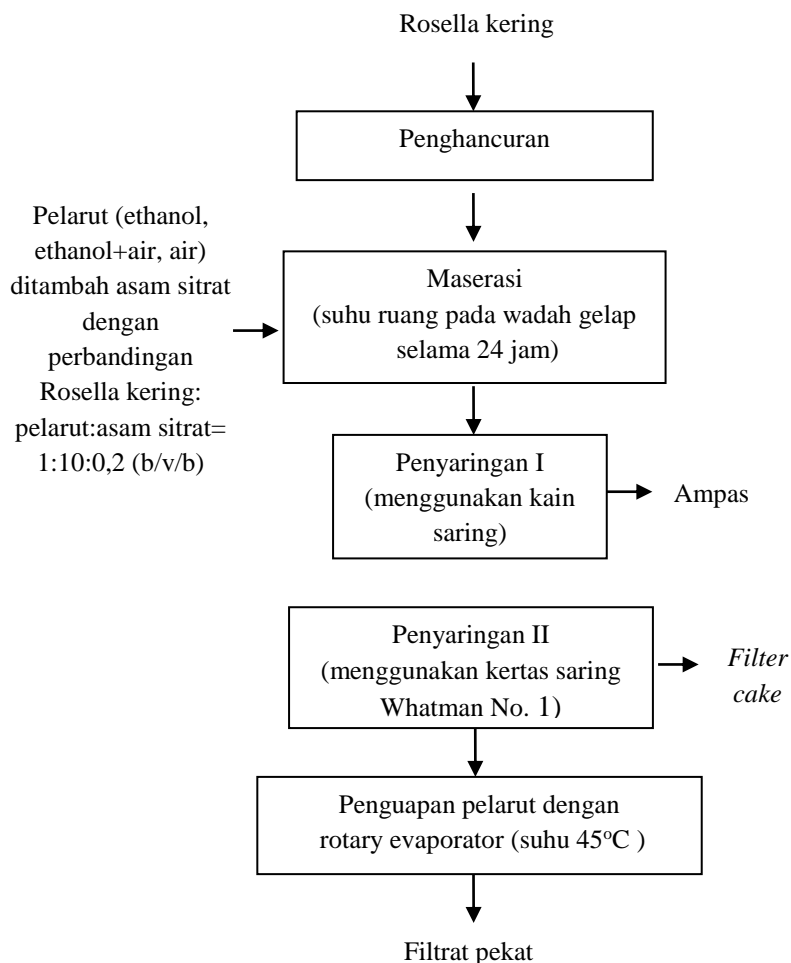 Rosella kering
Penghancuran
Pelarut (ethanol,
ethanol+air, air)
ditambah asam sitrat
dengan
perbandingan
Rosella kering:
pelarut:asam sitrat=
1:10:0,2 (b/v/b)
Maserasi
(suhu ruang pada wadah gelap
selama 24 jam)
Penyaringan I
(menggunakan kain
saring)
Ampas
Penyaringan II
(menggunakan kertas saring
Whatman No. 1)
Filter
cake
Penguapan pelarut dengan
rotary evaporator (suhu 45°C )
Filtrat pekat